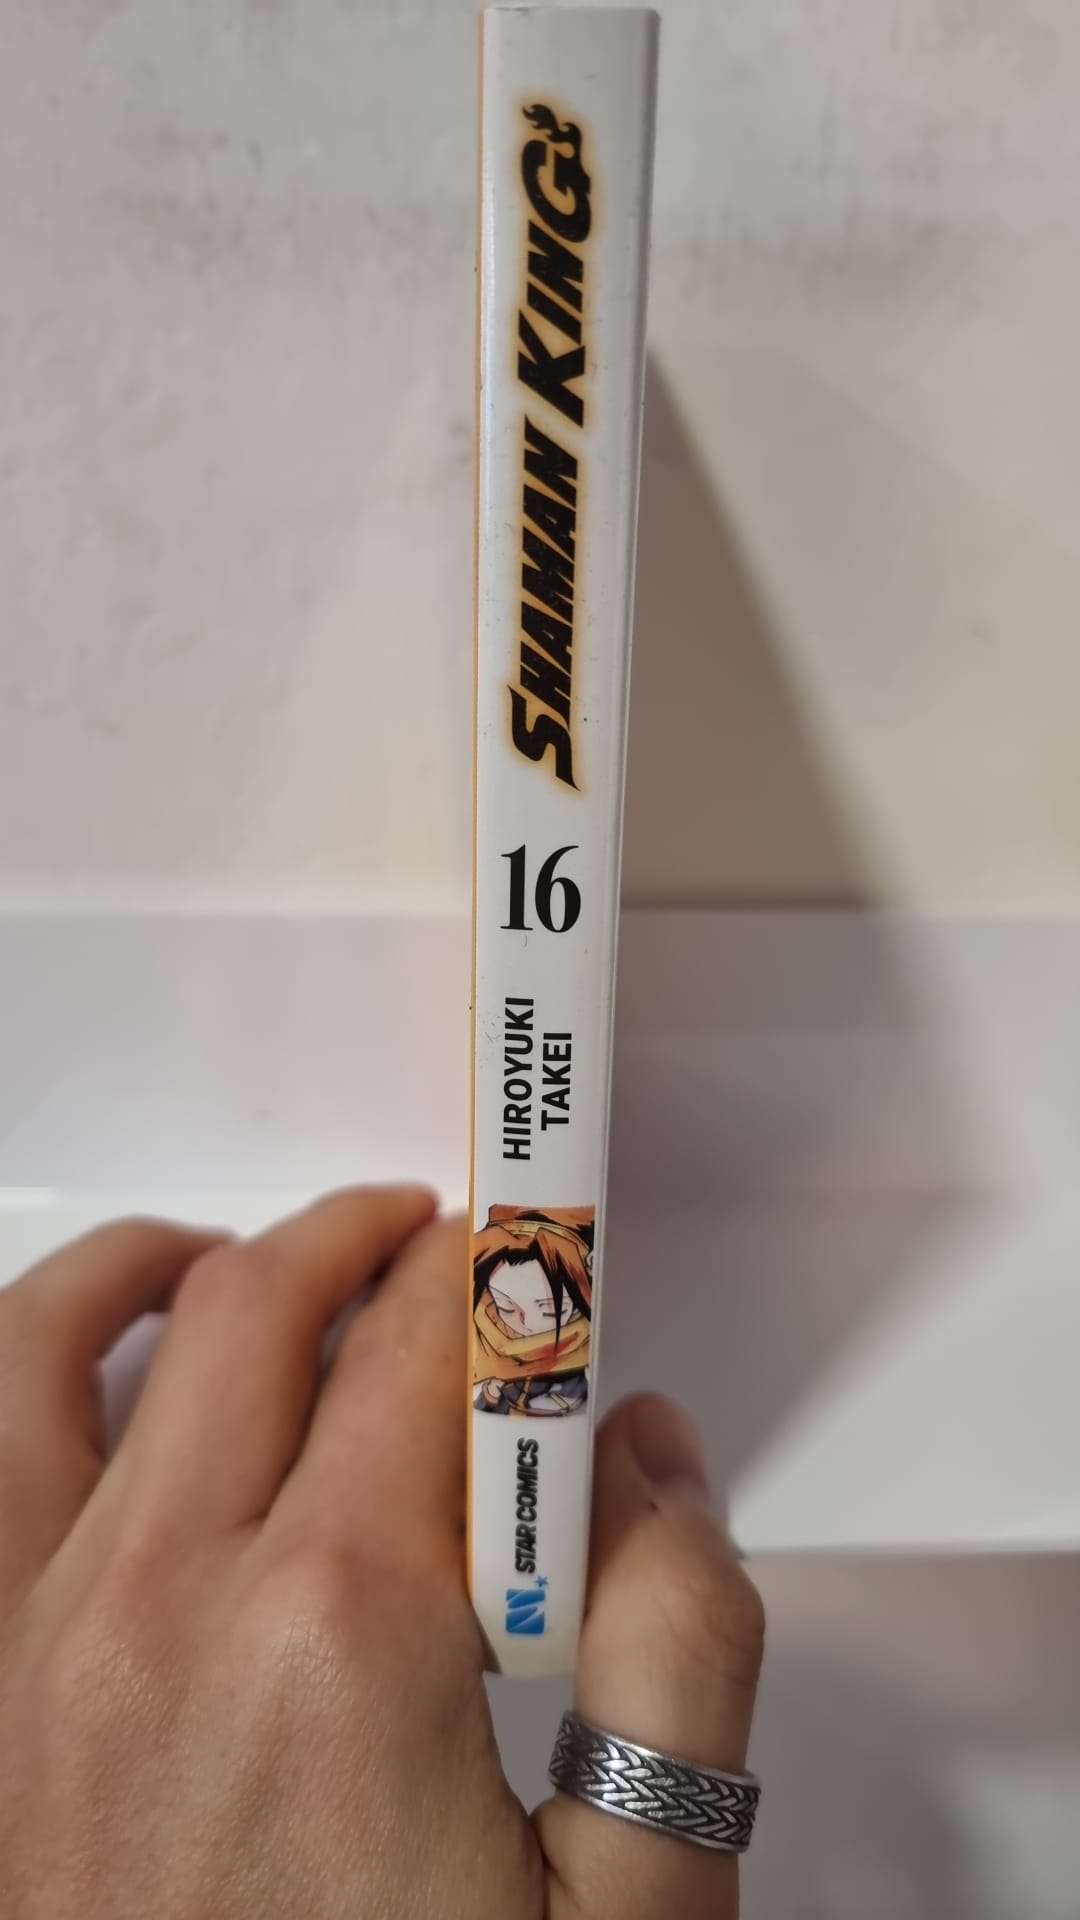 SHAMAN KING
16
HIROYUKI
TAKEI
STAR COMICS